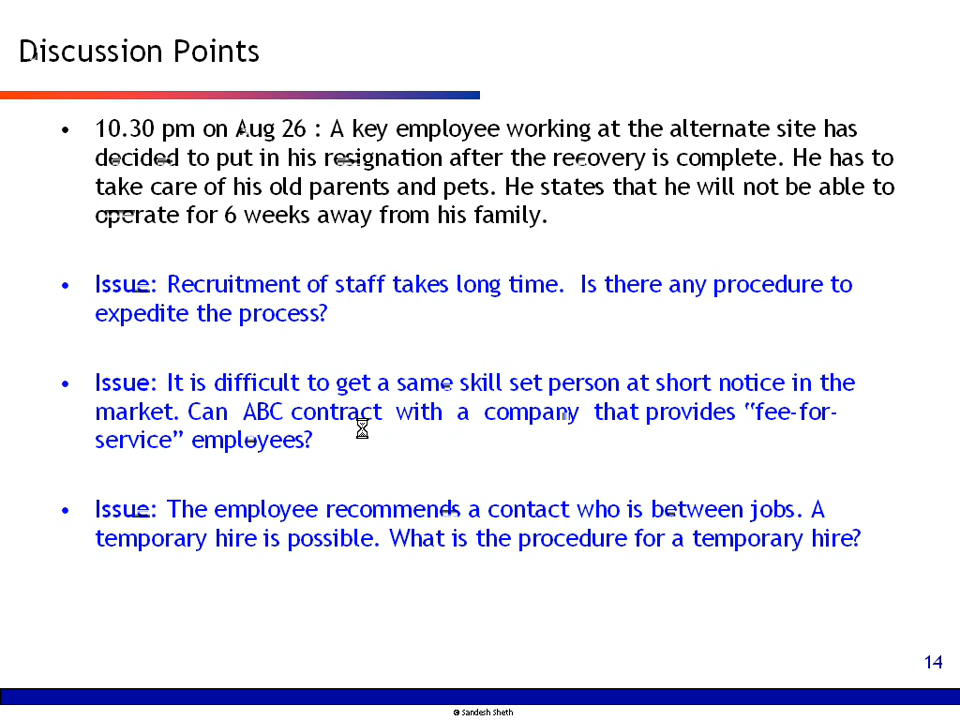 Discussion Points
• 10.30 pm on Aug 26 : A key employee working at the alternate site has
decided to put in his resignation after the recovery is complete. He has to
take care of his old parents and pets. He states that he will not be able to
operate for 6 weeks away from his family.
• Issue: Recruitment of staff takes long time.  Is there any procedure to
expedite the process?
• Issue: It is difficult to get a same skill set person at short notice in the
market. Can  ABC contract  with  a  company  that provides “fee-for-
service” employees?
• Issue: The employee recommends a contact who is between jobs. A
temporary hire is possible. What is the procedure for a temporary hire?
14
© Sandesh Sheth